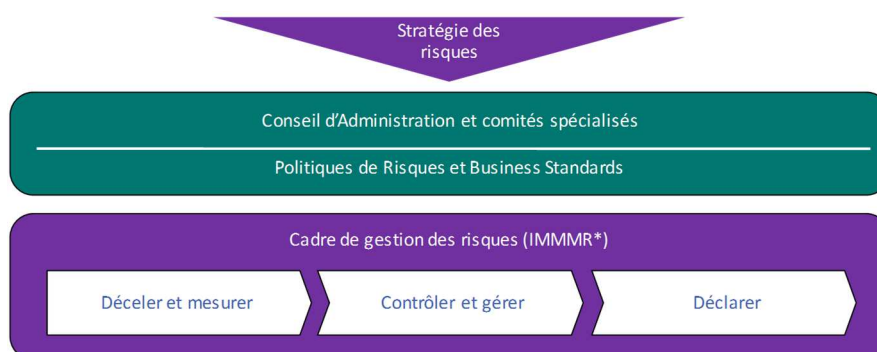 Stratégie des
risques
Conseil d'Administration et comités spécialisés
Politiques de Risques et Business Standards
Cadre de gestion des risques (IMMMR*)
Déceler et mesurer
Contrôler et gérer
Déclarer